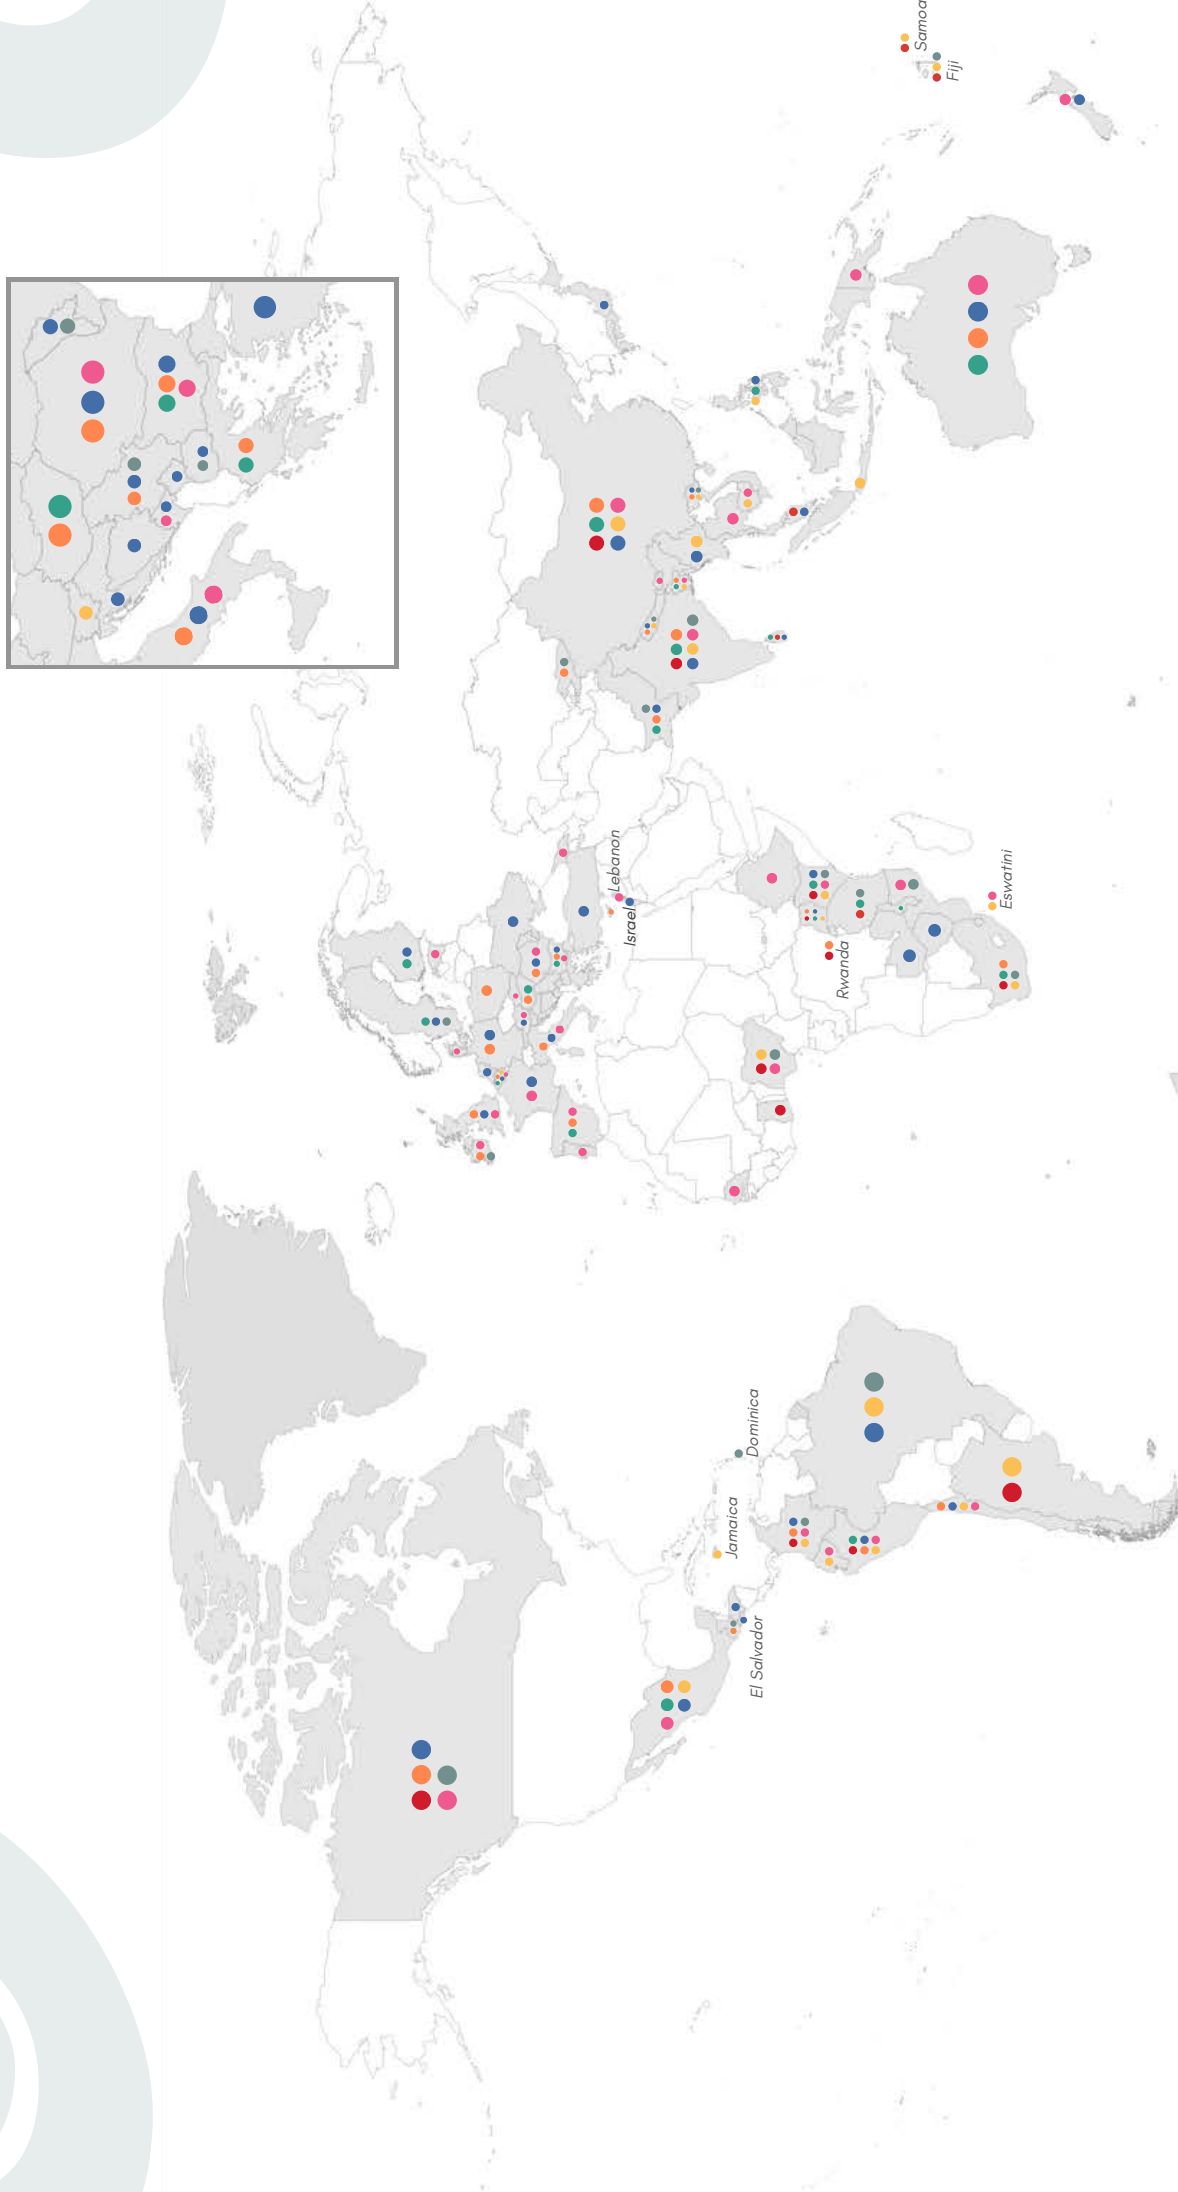 El Salvador
Jamaica
Dominica
Rwanda
Israel
Lebanon
Eswatini
Fiji
Samoa